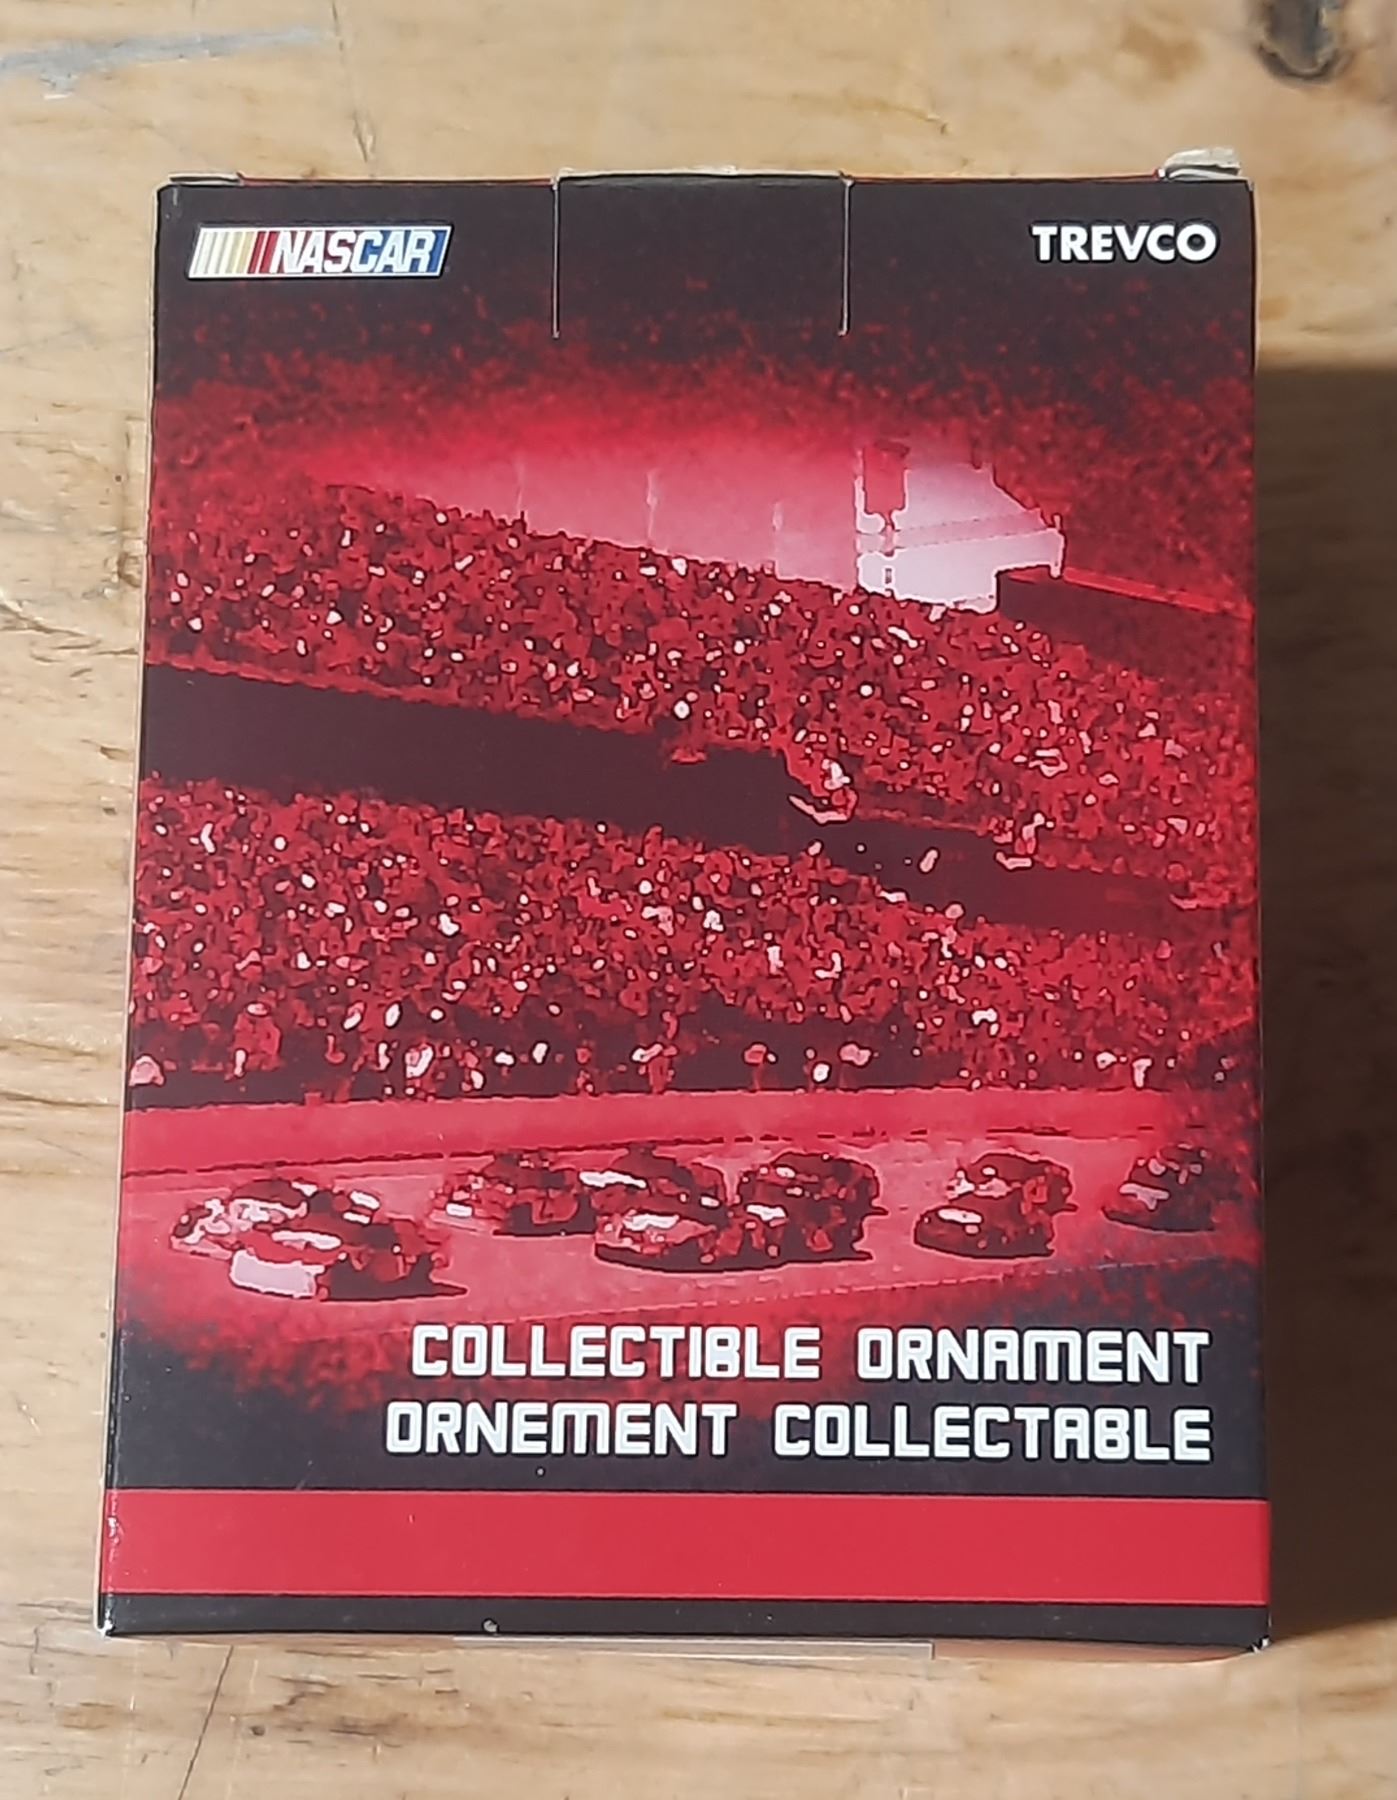 NASCAR
TREVCO
COLLECTIBLE ORNAMENT
ORNEMENT COLLECTABLE